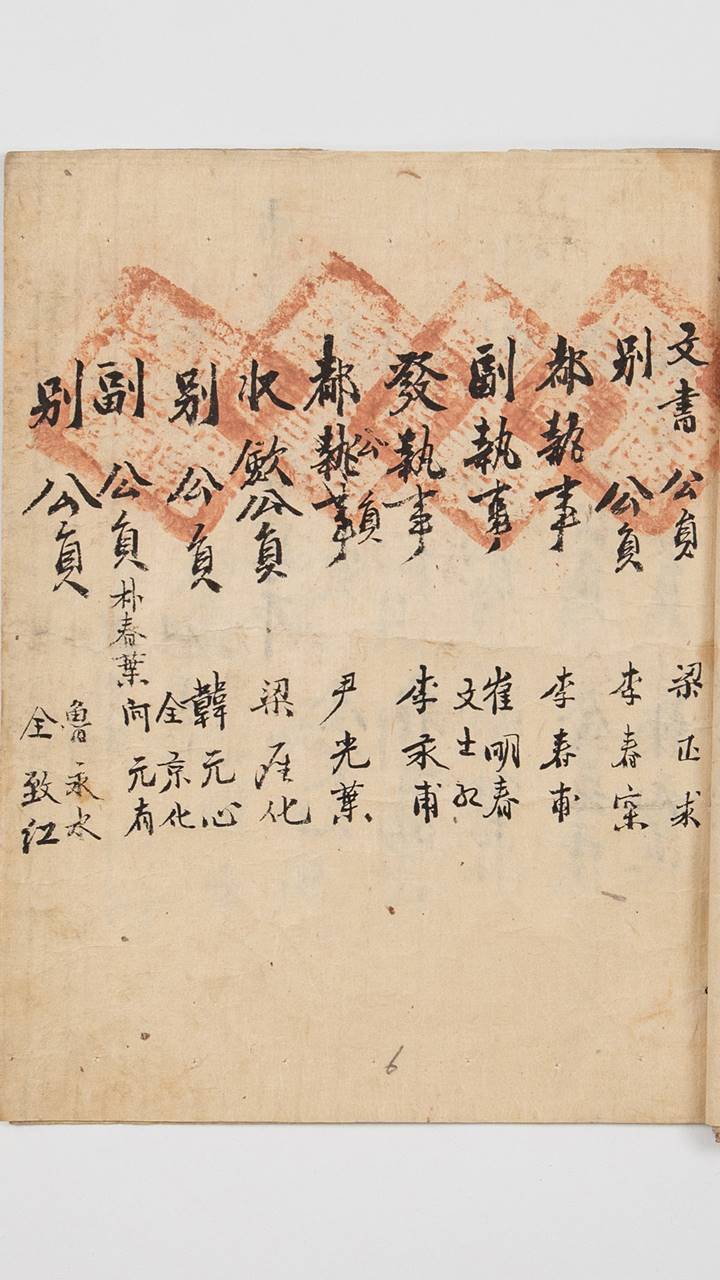 文書公員 梁正求
別公員 李春寀
都執事 李春甫
副執事 崔明春
文士
發執事 李永甫
都執事 公員 尹光葉
收斂公員 梁 化
別公員 韓元心
全京化
副公員 朴春葉 向元有
別公員 魯永水
全致江
6